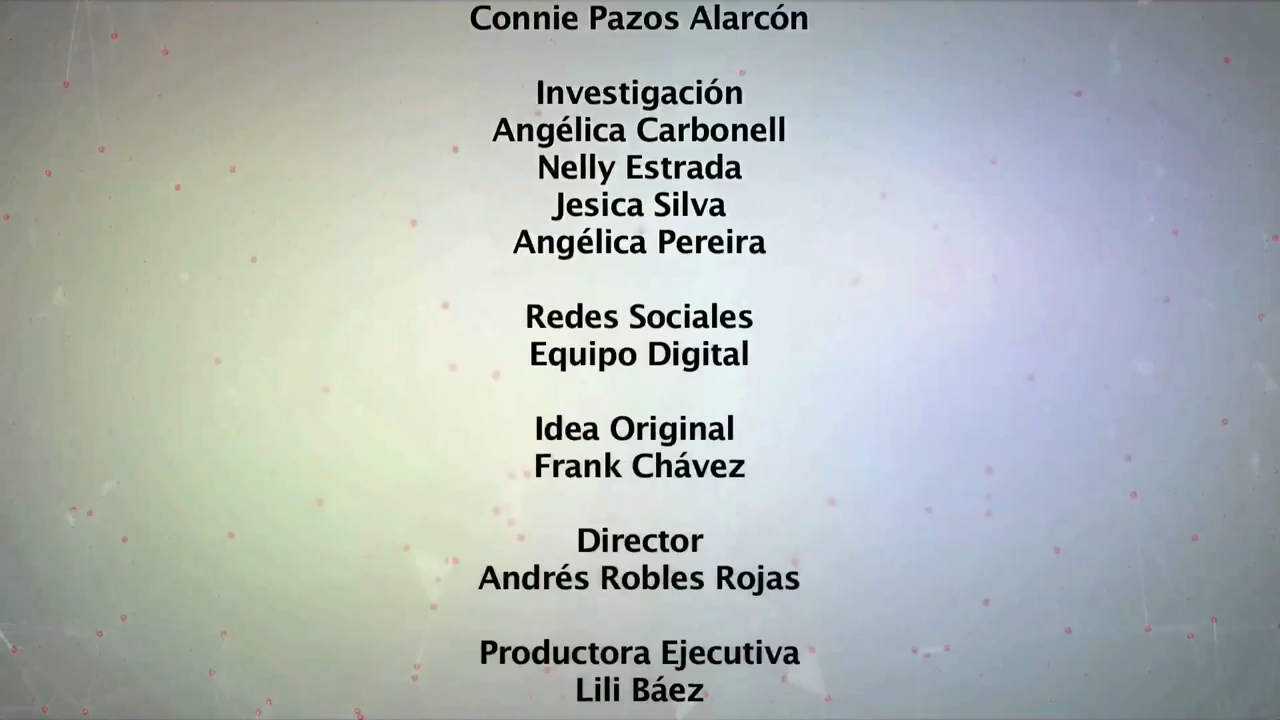 Connie Pazos Alarcón
Investigación
Angélica Carbonell
Nelly Estrada
Jesica Silva
Angélica Pereira
Redes Sociales
Equipo Digital
Idea Original
Frank Chávez
Director
Andrés Robles Rojas
Productora Ejecutiva
Lili Báez